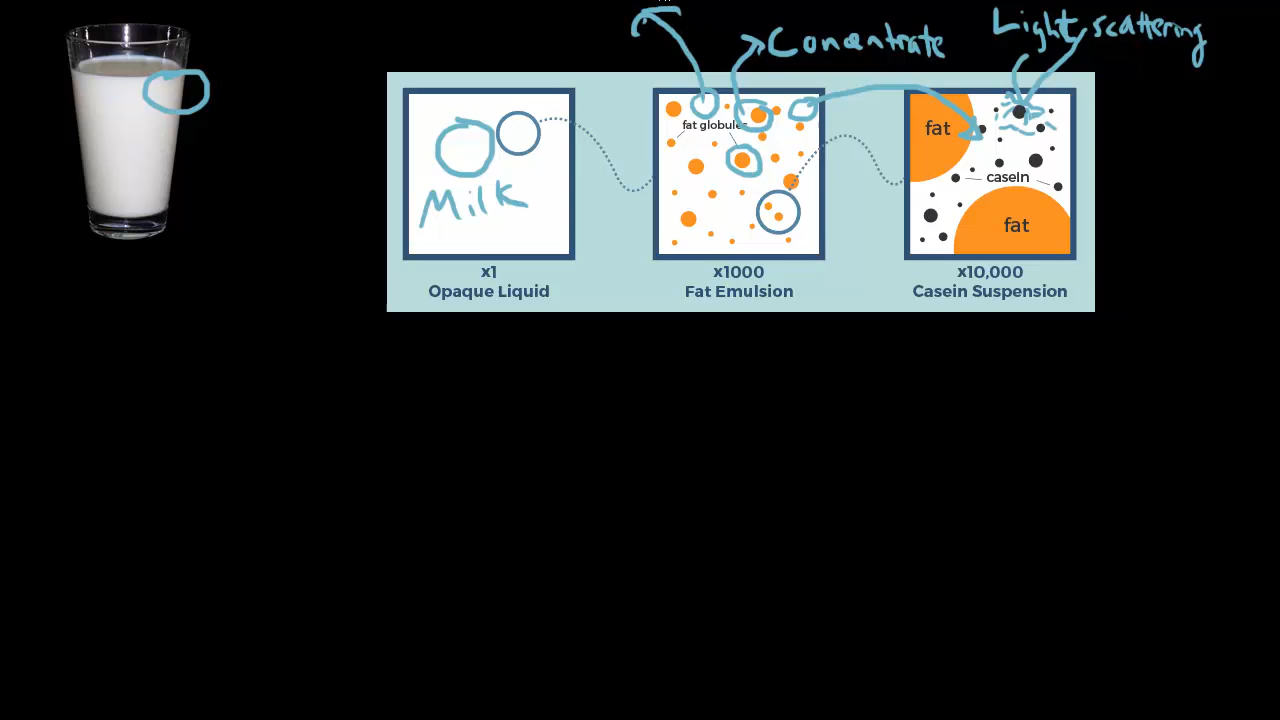 Light scattering
Concentrate
fat globules
fat
casein
fat
Milk
x1
Opaque Liquid
x1000
Fat Emulsion
x10,000
Casein Suspension